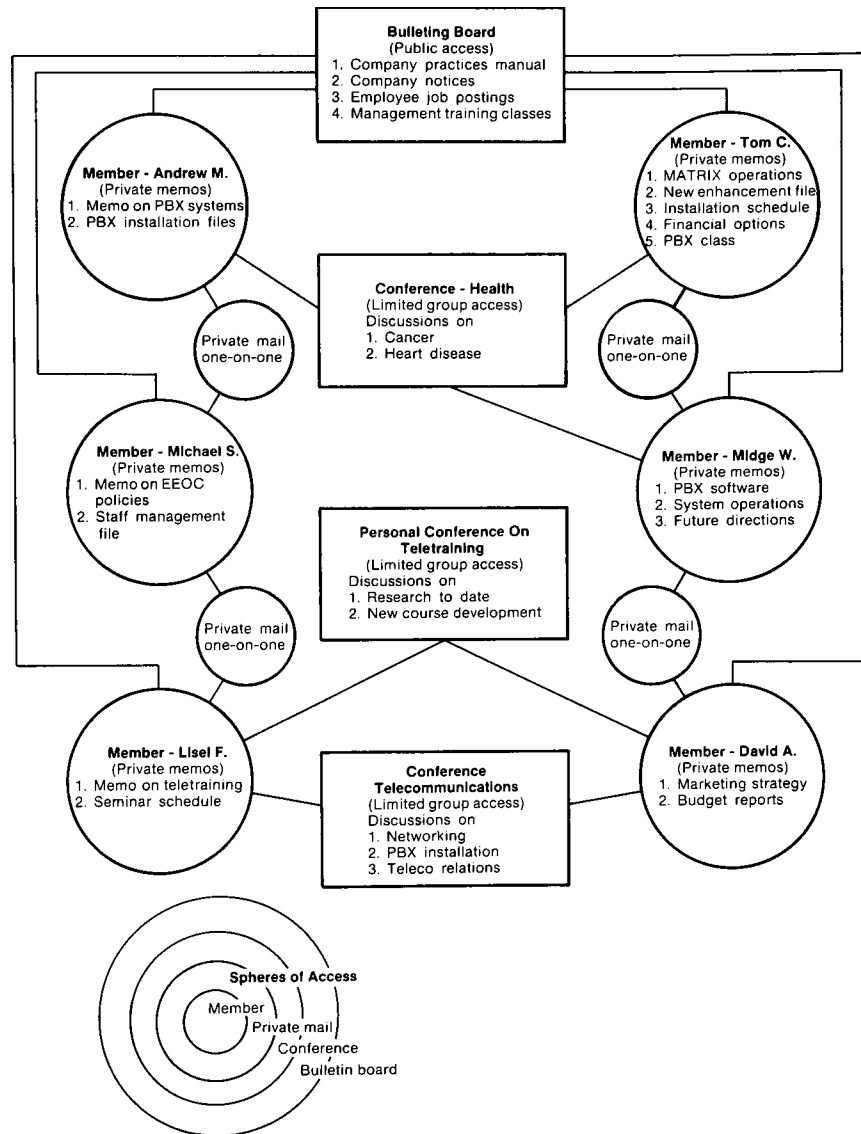 Bulleting Board
(Public access)
1. Company practices manual
2. Company notices
3. Employee job postings
4. Management training classes
Member - Andrew M.
(Private memos)
1. Memo on PBX systems
2. PBX installation files
Member - Tom C.
(Private memos)
1. MATRIX operations
2. New enhancement file
3. Installation schedule
4. Financial options
5. PBX class
Conference - Health
(Limited group access)
Discussions on
1. Cancer
2. Heart disease
Private mail
one-on-one
Private mail
one-on-one
Member - Michael S.
(Private memos)
1. Memo on EEOC
policies
2. Staff management
file
Member - Midge W.
(Private memos)
1. PBX software
2. System operations
3. Future directions
Personal Conference On
Teletraining
(Limited group access)
Discussions on
1. Research to date
2. New course development
Private mail
one-on-one
Private mail
one-on-one
Member - Lisel F.
(Private memos)
1. Memo on teletraining
2. Seminar schedule
Conference
Telecommunications
(Limited group access)
Discussions on
1. Networking
2. PBX installation
3. Teleco relations
Member - David A.
(Private memos)
1. Marketing strategy
2. Budget reports
Spheres of Access
Member
Private mail
Conference
Bulletin board